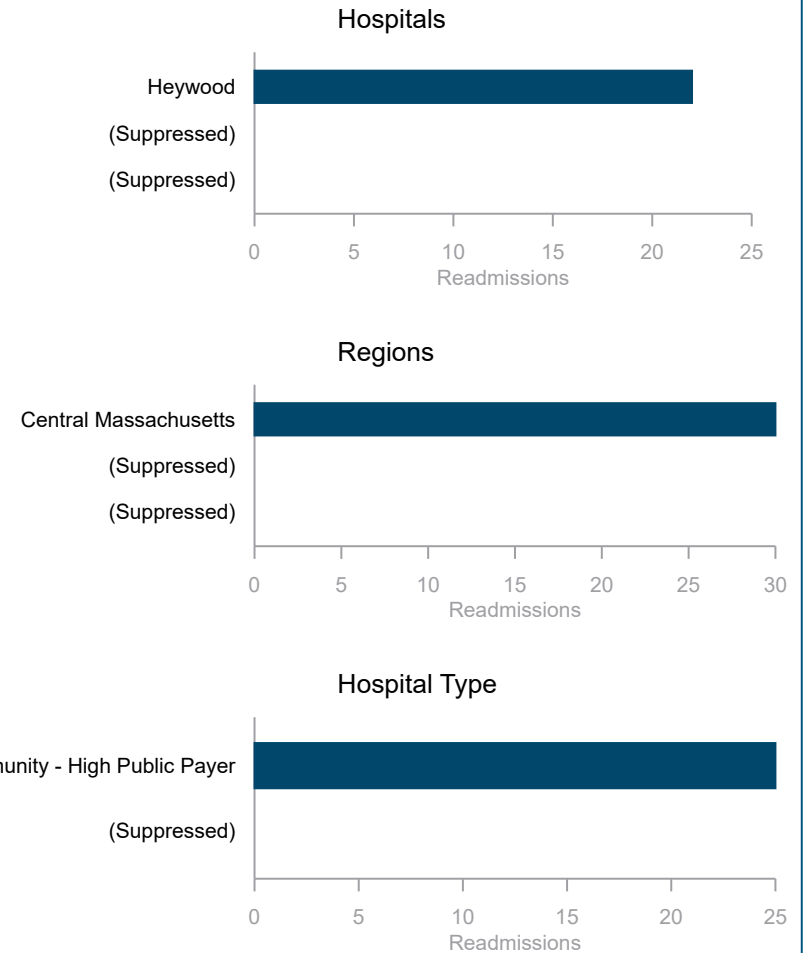 Hospitals
Heywood
(Suppressed)
(Suppressed)
0 5 10 15 20 25
Readmissions
Regions
Central Massachusetts
(Suppressed)
(Suppressed)
0 5 10 15 20 25 30
Readmissions
Hospital Type
unity - High Public Payer
(Suppressed)
0 5 10 15 20 25
Readmissions